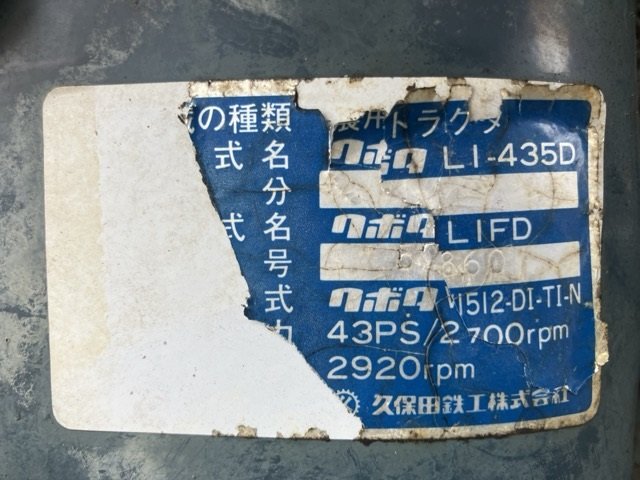 の種類 農用トラクタ
式名 クボタ L1-435D
分
式名 クボタ L1FD
号
式 クボタ V1512-DI-TI-N
力 43PS/2700rpm
2920rpm
久保田鉄工株式会社